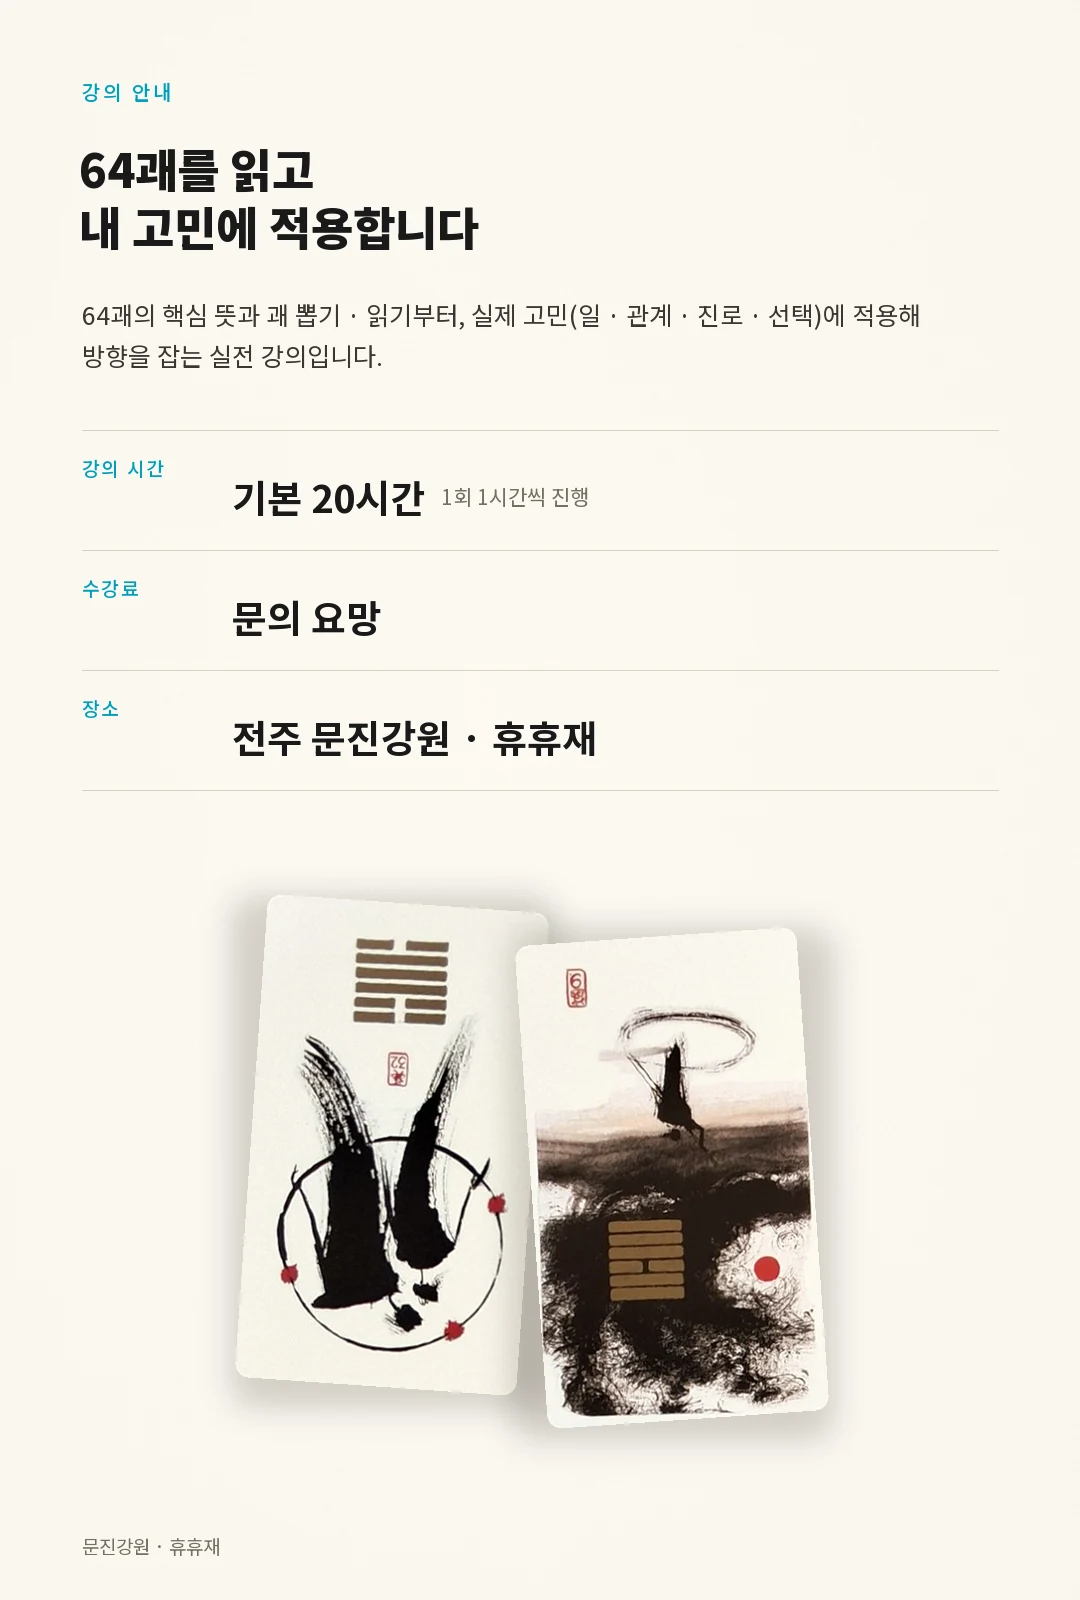 강의 안내
64괘를 읽고
내 고민에 적용합니다
64괘의 핵심 뜻과 괘 뽑기 · 읽기부터, 실제 고민(일 · 관계 · 진로 · 선택)에 적용해
방향을 잡는 실전 강의입니다.
강의 시간
기본 20시간 1회 1시간씩 진행
수강료
문의 요망
장소
전주 문진강원 · 휴휴재
문진강원 · 휴휴재